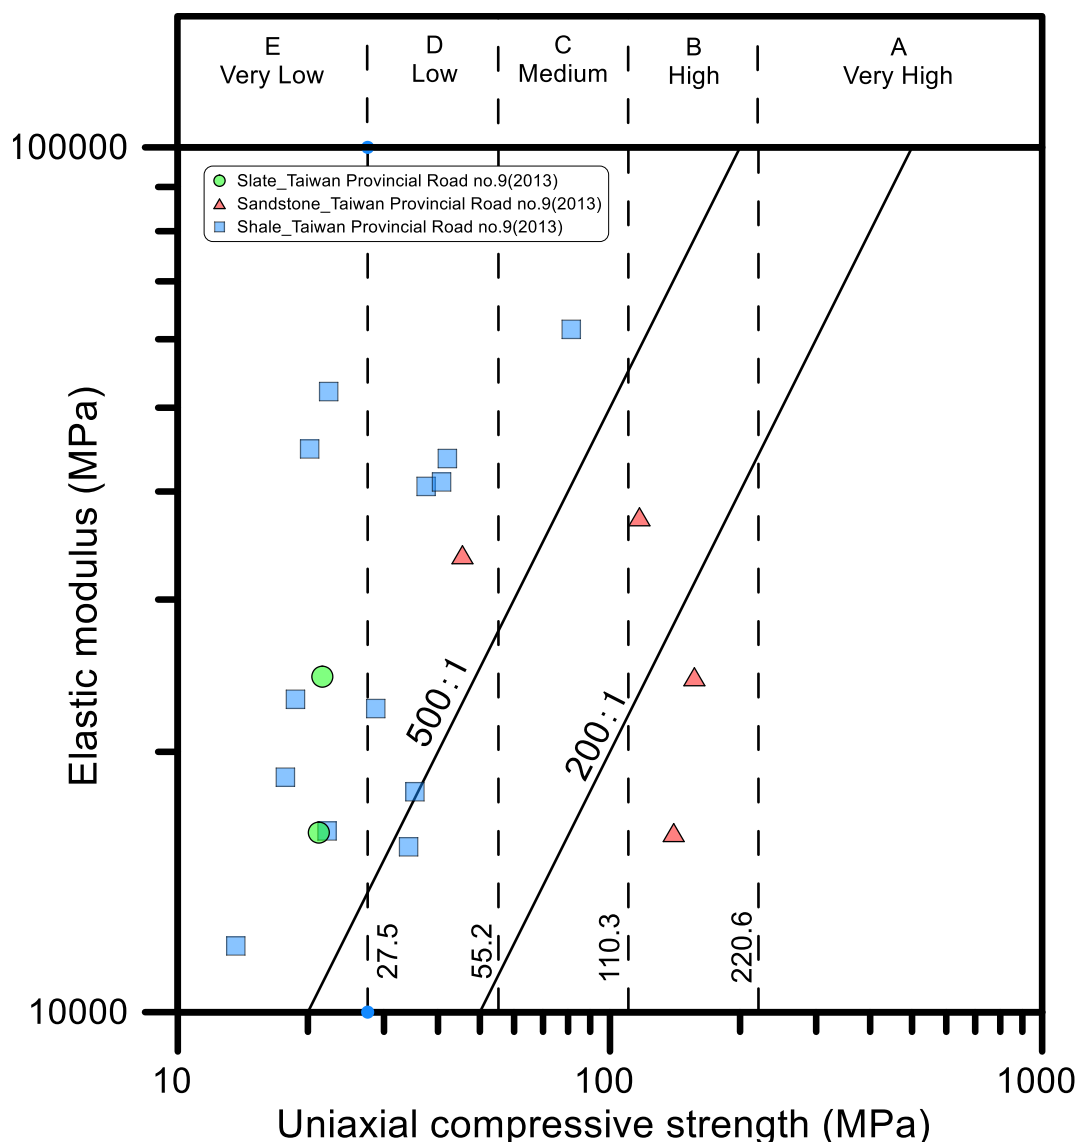 E
Very Low
D
Low
C
Medium
B
High
A
Very High
100000
Slate_Taiwan Provincial Road no.9(2013)
Sandstone_Taiwan Provincial Road no.9(2013)
Shale_Taiwan Provincial Road no.9(2013)
Elastic modulus (MPa)
500:1
200:1
27.5
55.2
110.3
220.6
10000
10
100
1000
Uniaxial compressive strength (MPa)